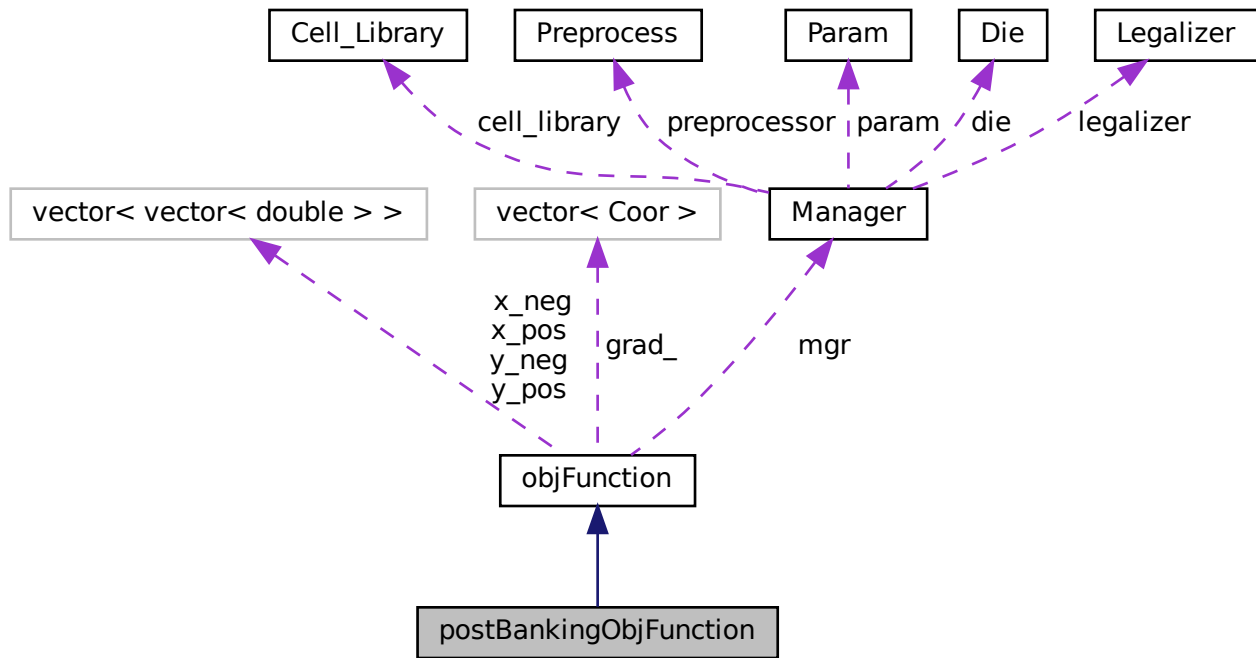 Cell_Library
Preprocess
Param
Die
Legalizer
cell_library
preprocessor
param
die
legalizer
vector< vector< double > >
vector< Coor >
Manager
x_neg
x_pos
y_neg
y_pos
grad_
mgr
objFunction
postBankingObjFunction